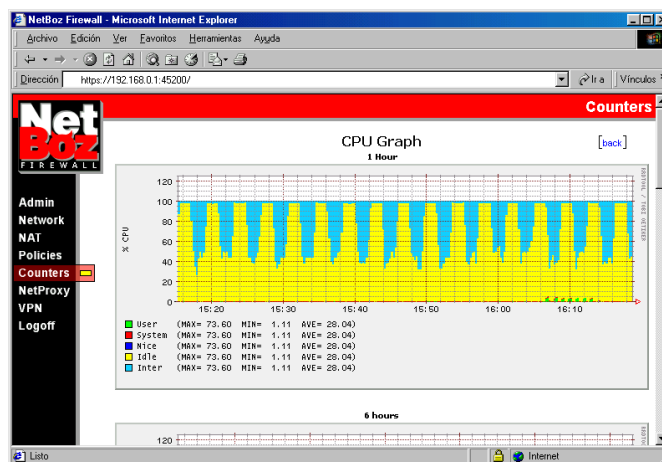 NetBoz Firewall - Microsoft Internet Explorer
Archivo Edición Ver Favoritos Herramientas Ayuda
Dirección https://192.168.0.1:45200/ Ir a Vínculos
Counters
Net
Boz
FIREWALL
CPU Graph [back]
1 Hour
Admin
Network
NAT
Policies
Counters
NetProxy
VPN
Logoff
RRDTOOL / TOBI OETIKER
% CPU
120
100
80
60
40
20
0
15:20 15:30 15:40 15:50 16:00 16:10
User (MAX= 73.60 MIN= 1.11 AVE= 28.04)
System (MAX= 73.60 MIN= 1.11 AVE= 28.04)
Nice (MAX= 73.60 MIN= 1.11 AVE= 28.04)
Idle (MAX= 73.60 MIN= 1.11 AVE= 28.04)
Inter (MAX= 73.60 MIN= 1.11 AVE= 28.04)
6 hours
120
Listo Internet